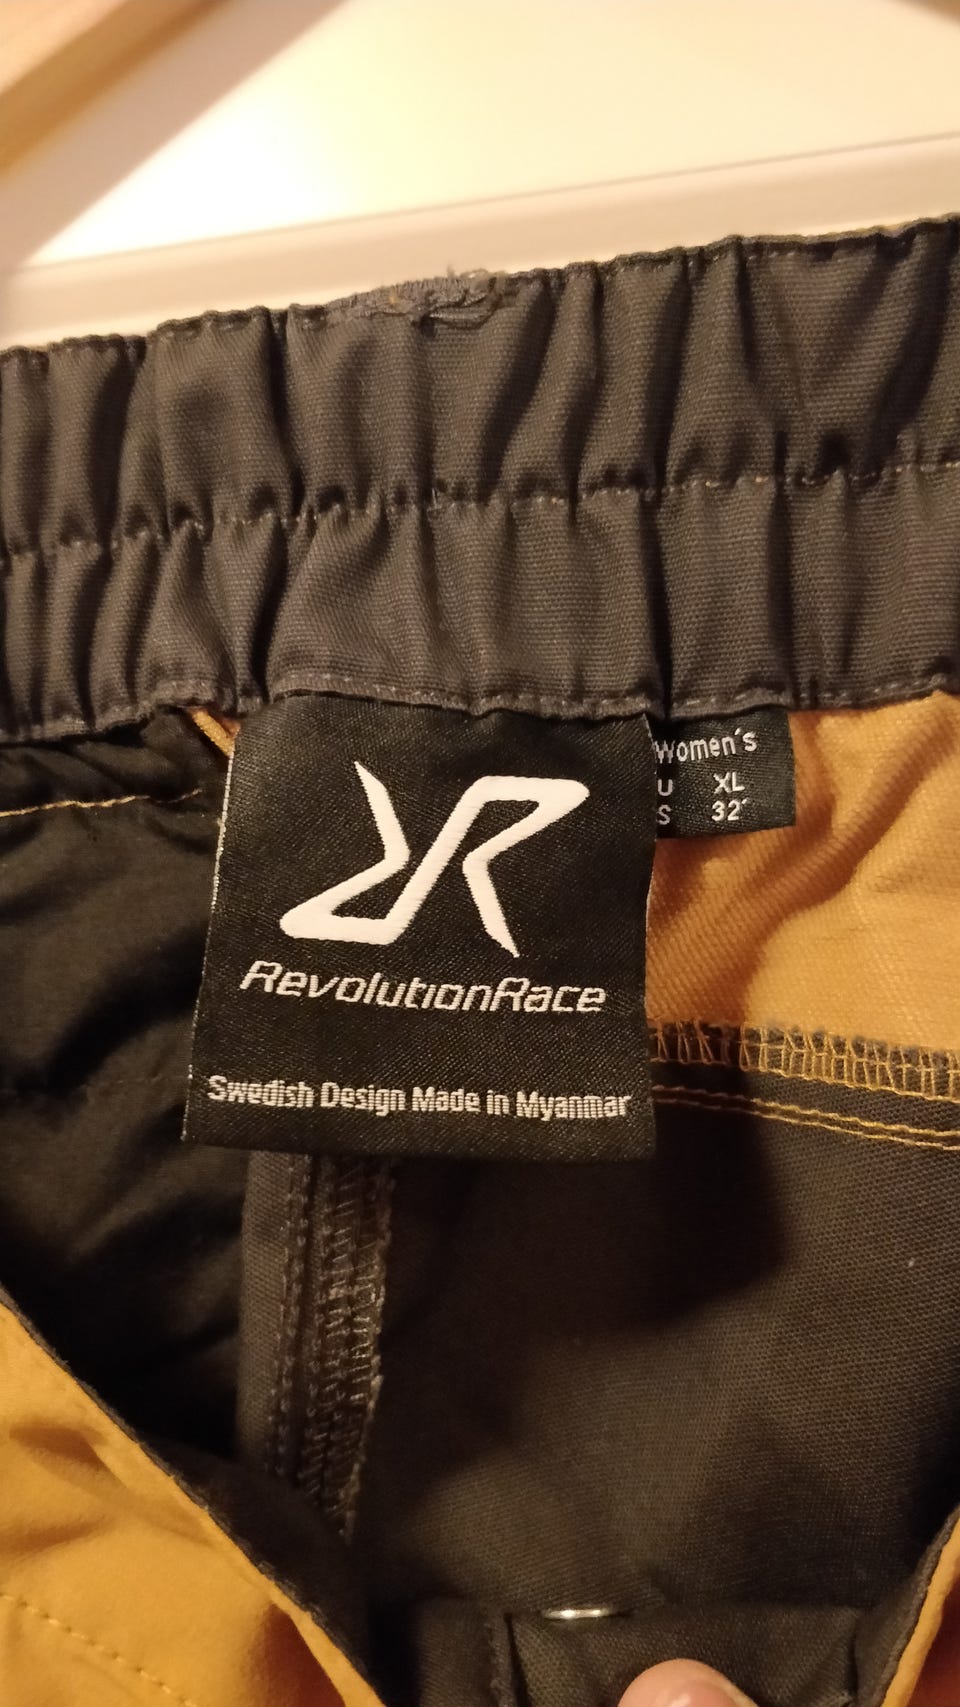 RevolutionRace
Swedish Design Made in Myanmar
Women´s
U XL
S 32´